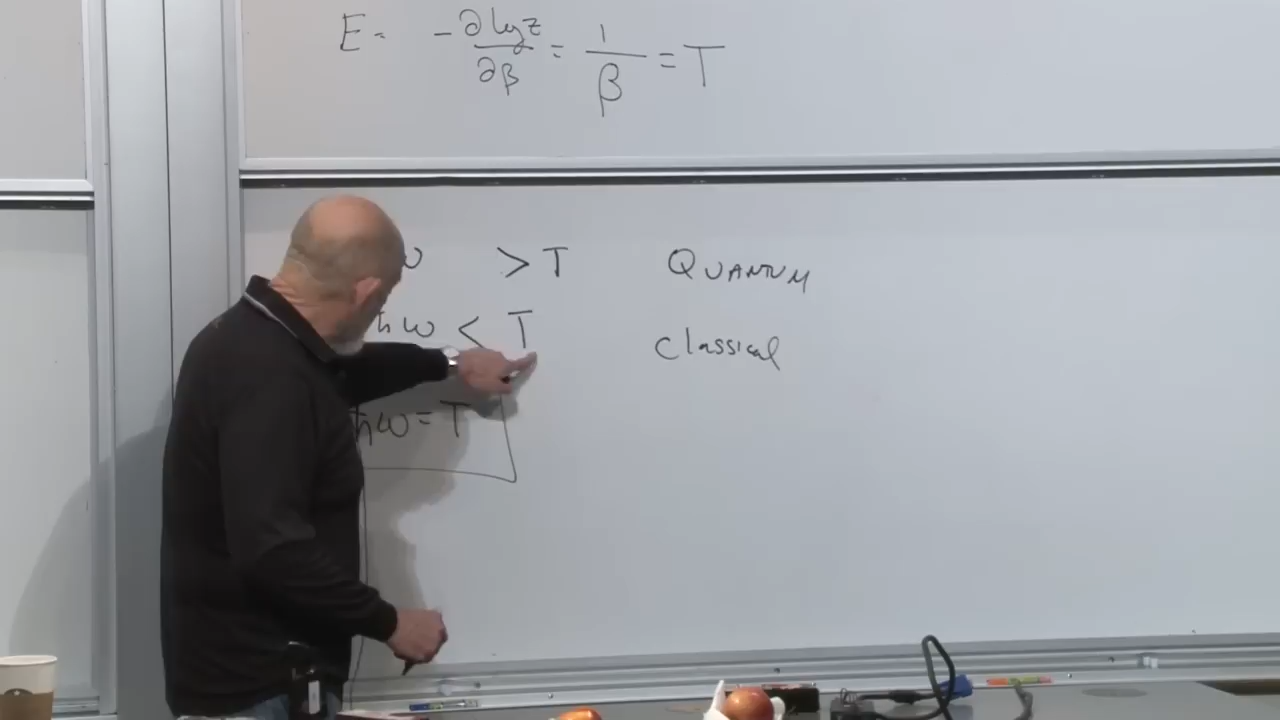 E = - ∂ log z / ∂β = 1 / β = T
ω > T QUANTUM
ħω < T Classical
ħω = T